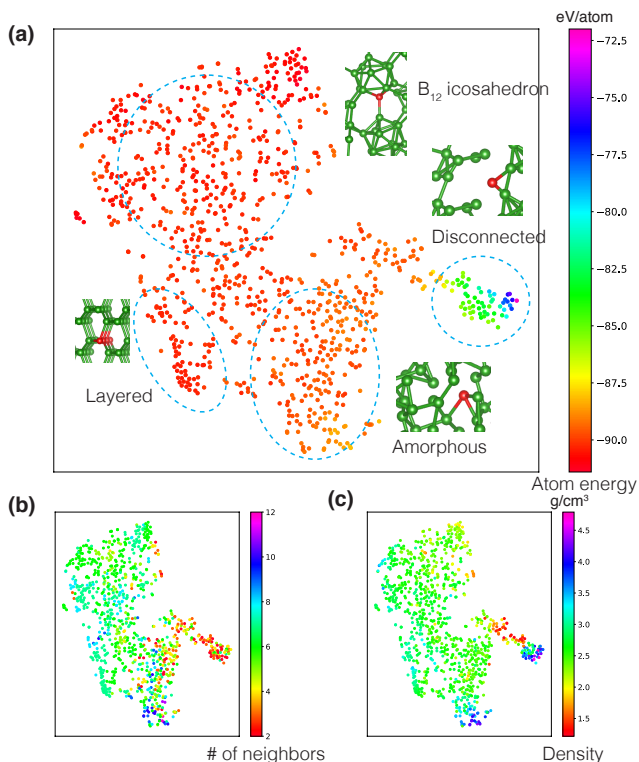 eV/atom
(a)
B12 icosahedron
Disconnected
Layered
Amorphous
−72.5
−75.0
−77.5
−80.0
−82.5
−85.0
−87.5
−90.0
Atom energy
(b)
12
10
8
6
4
2
# of neighbors
(c)
g/cm³
4.5
4.0
3.5
3.0
2.5
2.0
1.5
Density